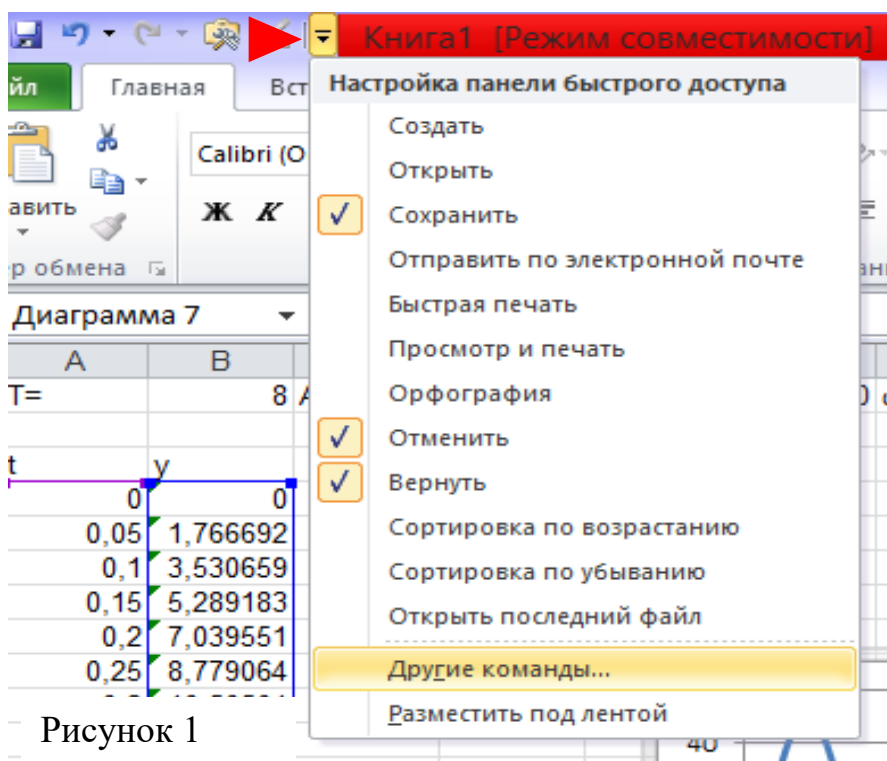 Книга1 [Режим совместимости]
йл Главная Вст
Настройка панели быстрого доступа
Создать
Открыть
Сохранить
Отправить по электронной почте
Быстрая печать
Просмотр и печать
Орфография
Отменить
Вернуть
Сортировка по возрастанию
Сортировка по убыванию
Открыть последний файл
Другие команды...
Разместить под лентой
Calibri (О
авить
Ж К
р обмена
Диаграмма 7
A B
T= 8
t y
0 0
0,05 1,766692
0,1 3,530659
0,15 5,289183
0,2 7,039551
0,25 8,779064
Рисунок 1
40